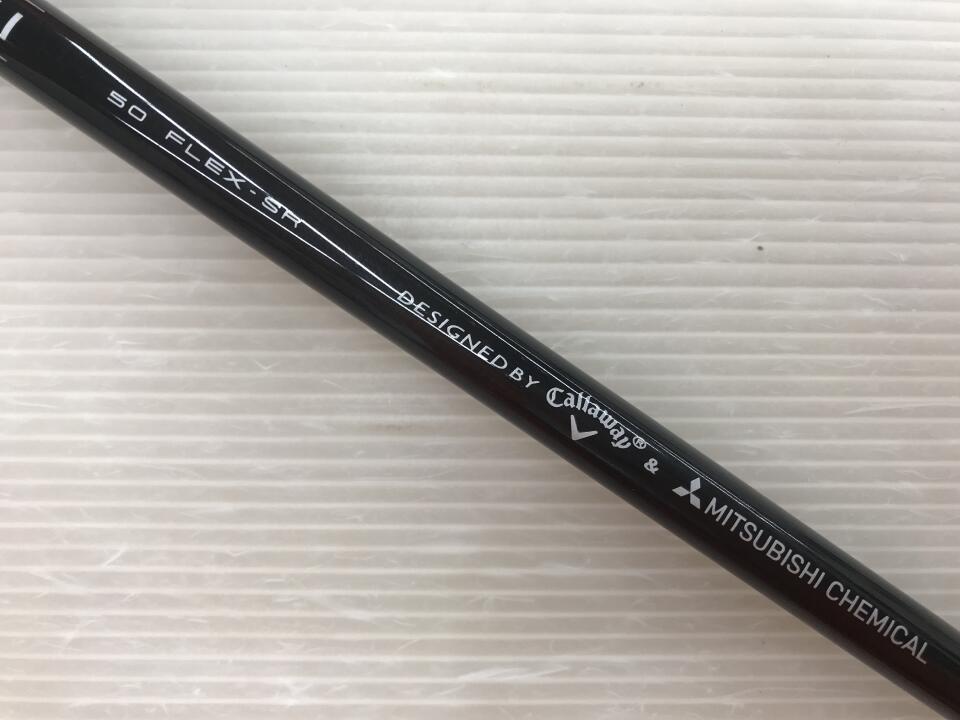 50 FLEX-SR
DESIGNED BY Callaway® & MITSUBISHI CHEMICAL